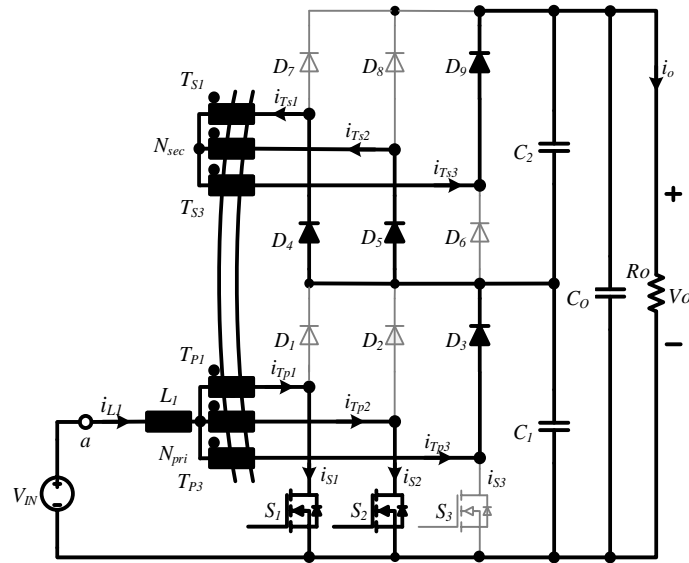 D7
D8
D9
TS1
iTs1
io
iTs2
Nsec
C2
iTs3
TS3
D4
D5
D6
+
Ro
CO
Vo
D1
D2
D3
TP1
iTp1
L1
iL1
iTp2
a
C1
Npri
iTp3
TP3
iS1
iS2
iS3
VIN
S1
S2
S3